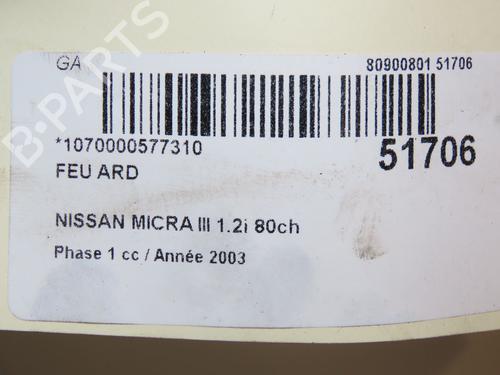 GA 80900801 51706
*1070000577310 51706
FEU ARD
NISSAN MICRA III 1.2i 80ch
Phase 1 cc / Année 2003
B-PARTS